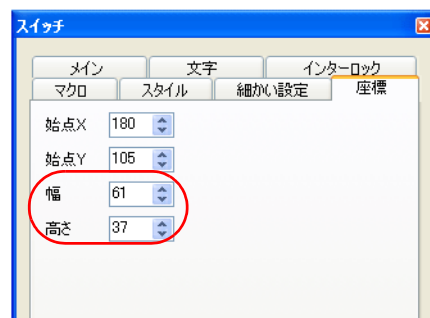 スイッチ
メイン 文字 インターロック
マクロ スタイル 細かい設定 座標
始点X 180
始点Y 105
幅 61
高さ 37